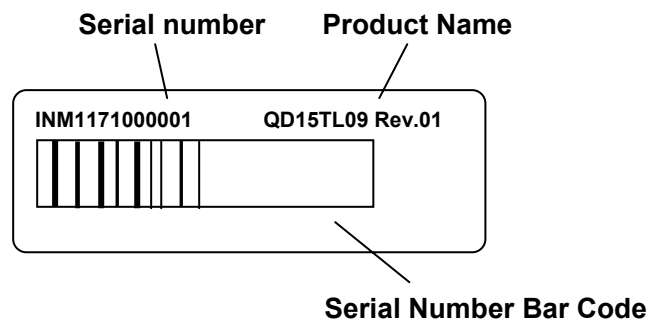 Serial number Product Name
INM1171000001 QD15TL09 Rev.01
Serial Number Bar Code